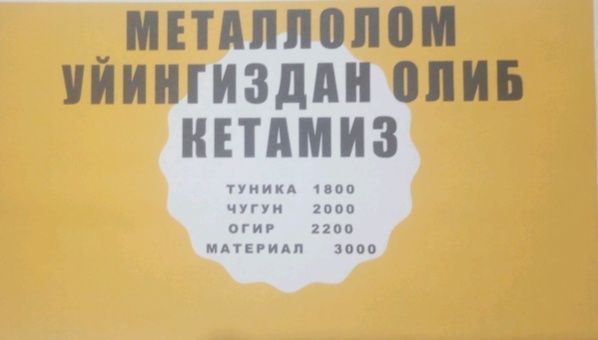 МЕТАЛЛОЛОМ
УЙИНГИЗДАН ОЛИБ
КЕТАМИЗ
ТУНИКА 1800
ЧУГУН 2000
ОГИР 2200
МАТЕРИАЛ 3000